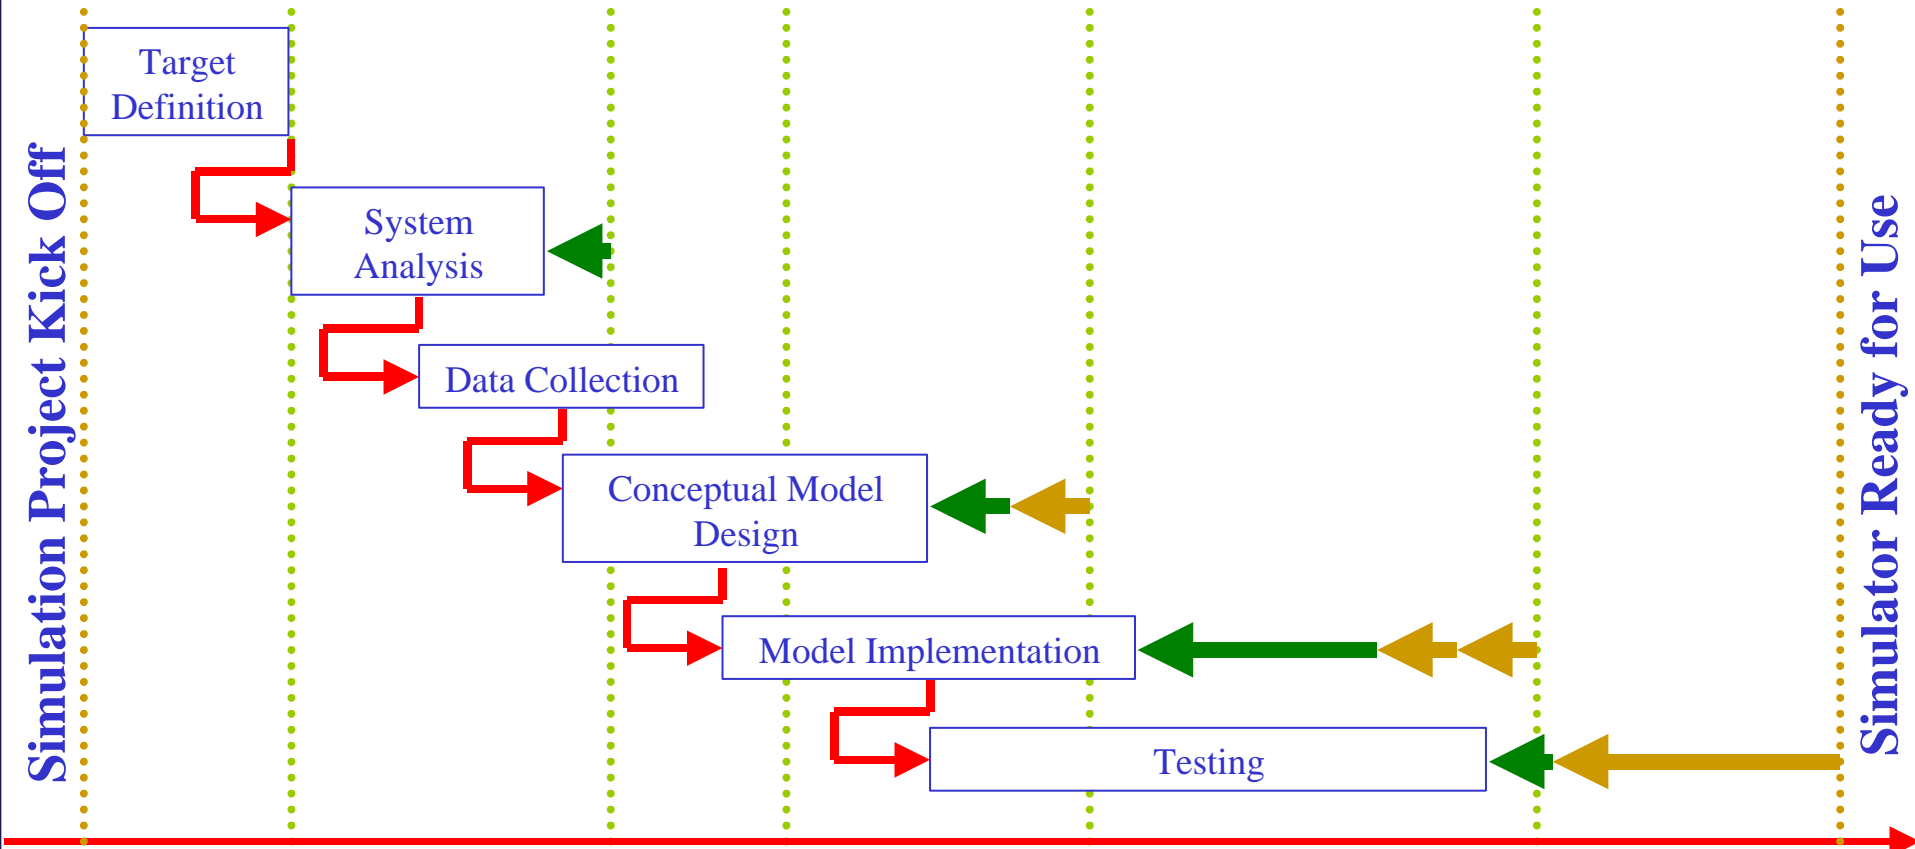 Simulation Project Kick Off
Target
Definition
System
Analysis
Data Collection
Conceptual Model
Design
Model Implementation
Testing
Simulator Ready for Use